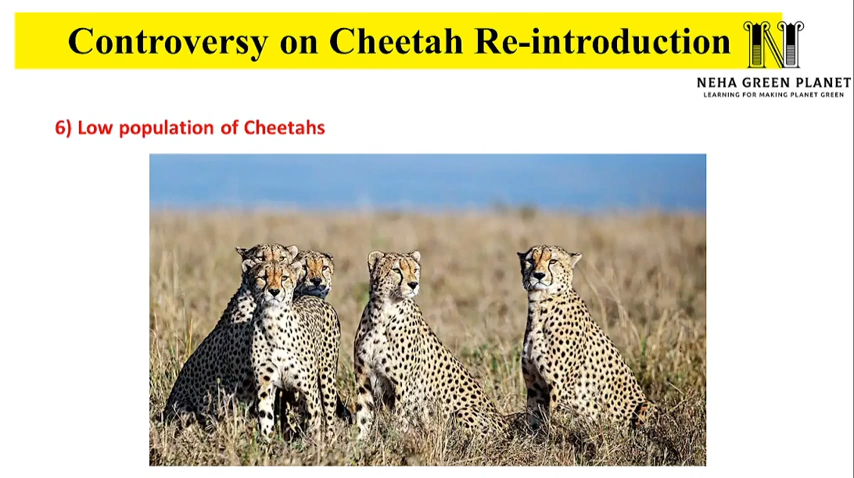 Controversy on Cheetah Re-introduction
NEHA GREEN PLANET
LEARNING FOR MAKING PLANET GREEN
6) Low population of Cheetahs